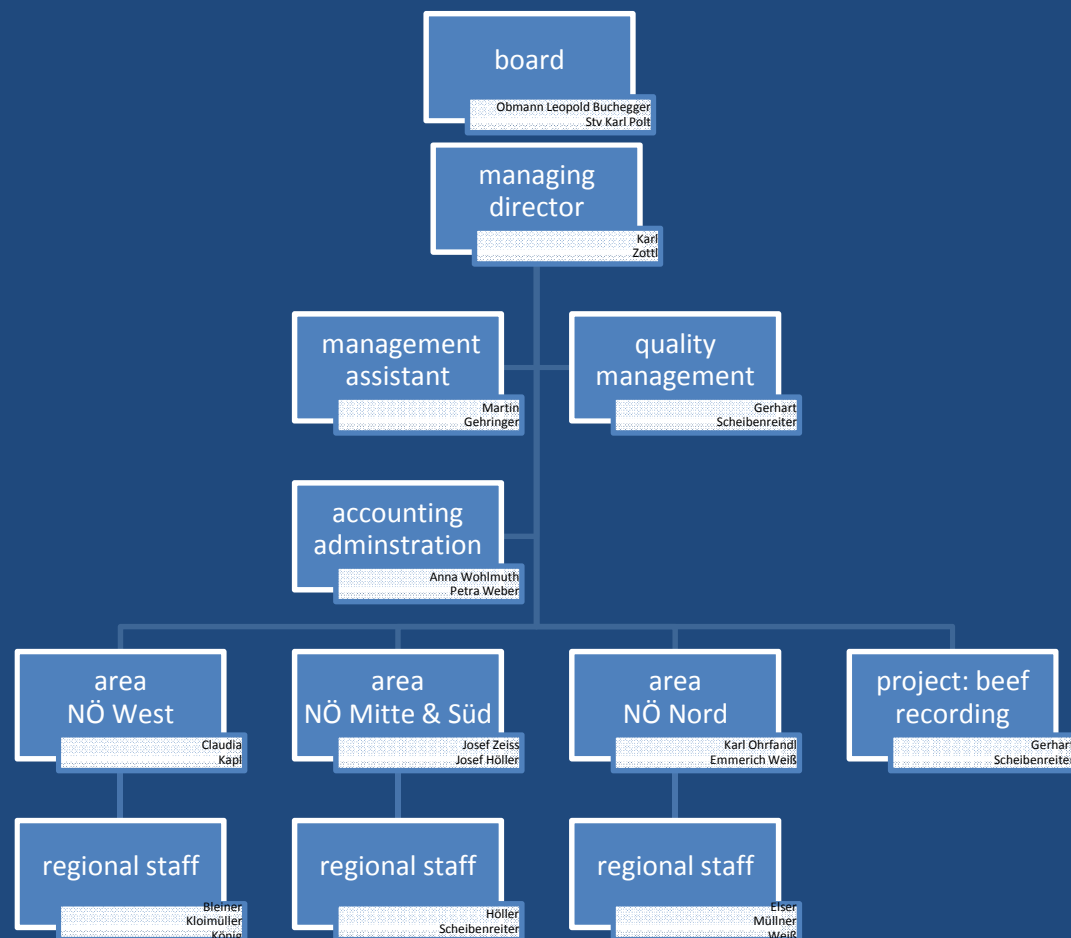 board
Obmann Leopold Buchegger
Stv Karl Polt
managing
director
Karl
Zottl
management
assistant
Martin
Gehringer
quality
management
Gerhart
Scheibenreiter
accounting
adminstration
Anna Wohlmuth
Petra Weber
area
NÖ West
Claudia
Kapl
area
NÖ Mitte & Süd
Josef Zeiss
Josef Höller
area
NÖ Nord
Karl Ohrfandl
Emmerich Weiß
project: beef
recording
Gerhart
Scheibenreiter
regional staff
Bleiner
Kloimüller
König
regional staff
Höller
Scheibenreiter
regional staff
Elser
Müllner
Weiß